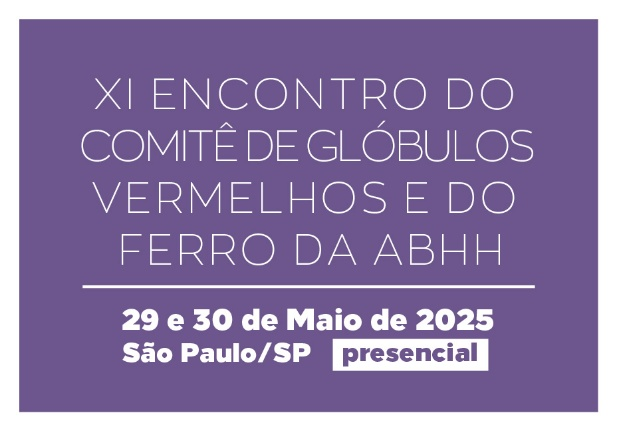 XI ENCONTRO DO
COMITÊ DE GLÓBULOS
VERMELHOS E DO
FERRO DA ABHH
29 e 30 de Maio de 2025
São Paulo/SP presencial